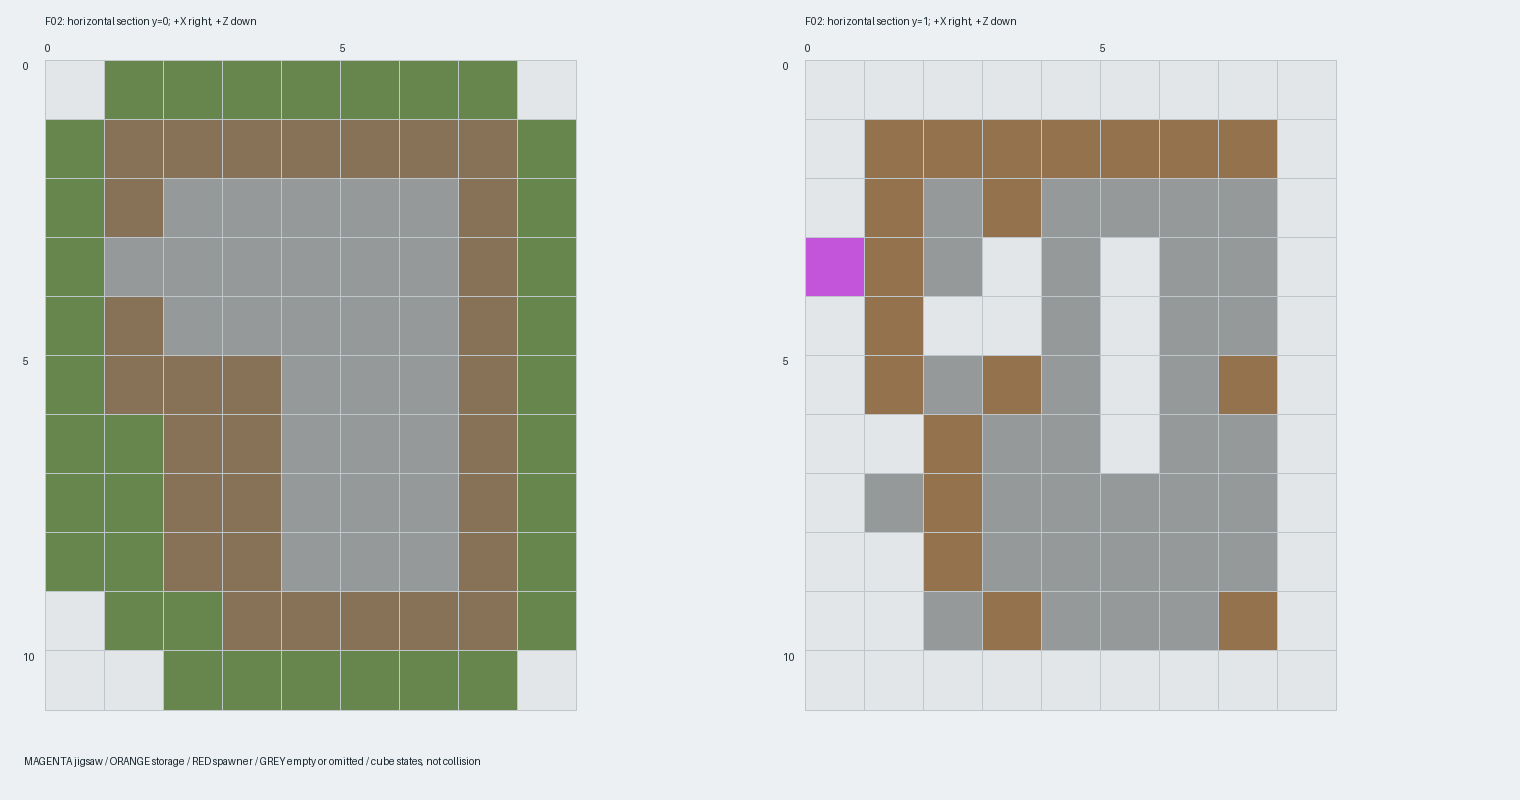 F02: horizontal section y=0; +X right, +Z down
F02: horizontal section y=1; +X right, +Z down
0 5
0 5
0
5
10
0
5
10
MAGENTA jigsaw / ORANGE storage / RED spawner / GREY empty or omitted / cube states, not collision